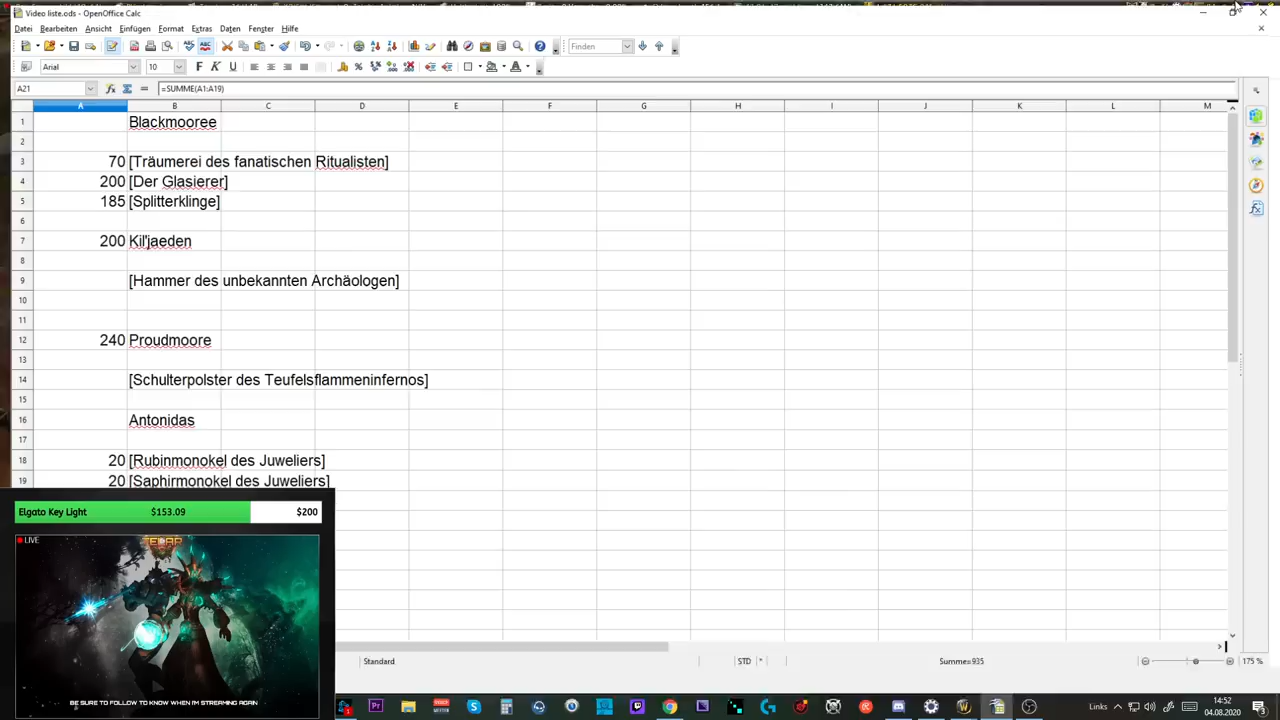 Video liste.ods - OpenOffice Calc
Datei Bearbeiten Ansicht Einfügen Format Extras Daten Fenster Hilfe
Finden
Arial 10
A21 =SUMME(A1:A19)
A B C D E F G H I J K L M
1 Blackmooree
2
3 70 [Träumerei des fanatischen Ritualisten]
4 200 [Der Glasierer]
5 185 [Splitterklinge]
6
7 200 Kil'jaeden
8
9 [Hammer des unbekannten Archäologen]
10
11
12 240 Proudmoore
13
14 [Schulterpolster des Teufelsflammeninfernos]
15
16 Antonidas
17
18 20 [Rubinmonokel des Juweliers]
19 20 [Saphirmonokel des Juweliers]
Elgato Key Light $153.09 $200
LIVE
BE SURE TO FOLLOW TO KNOW WHEN I'M STREAMING AGAIN
Standard STD * Summe=935 175 %
Links 14:52
04.08.2020